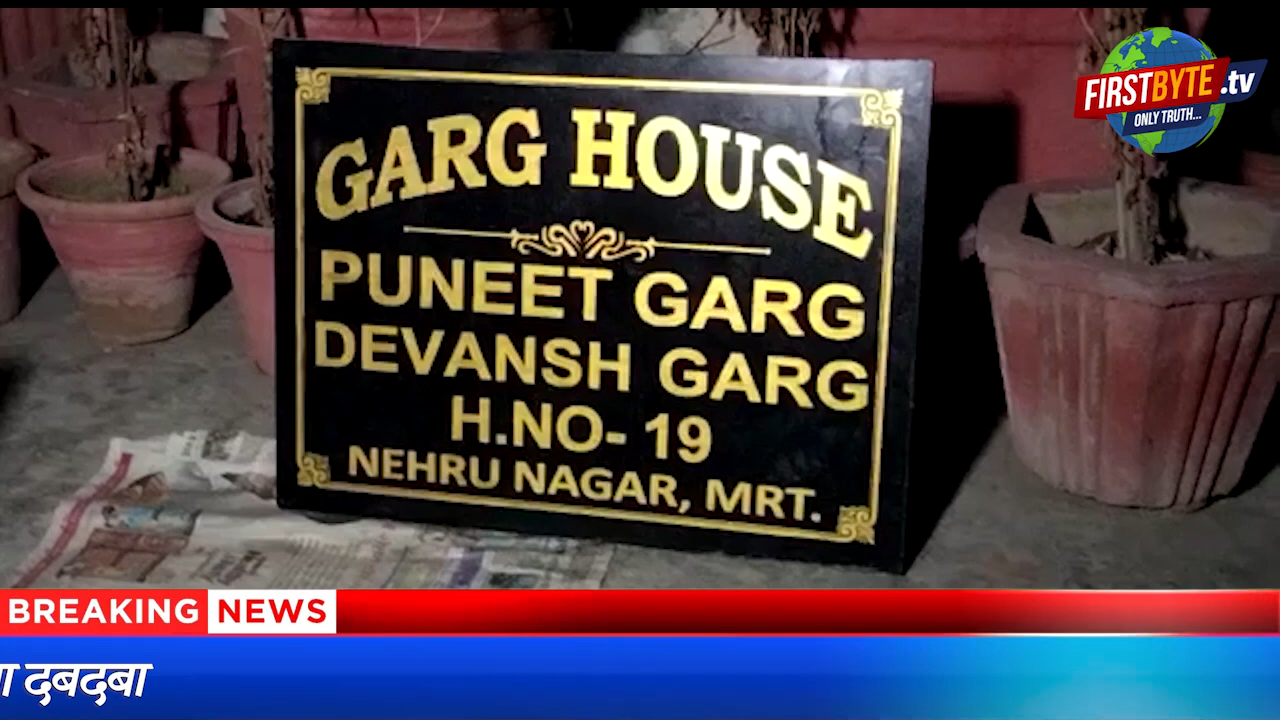 FIRSTBYTE.tv
ONLY TRUTH...
GARG HOUSE
PUNEET GARG
DEVANSH GARG
H.NO- 19
NEHRU NAGAR, MRT.
BREAKING NEWS
दबदबा